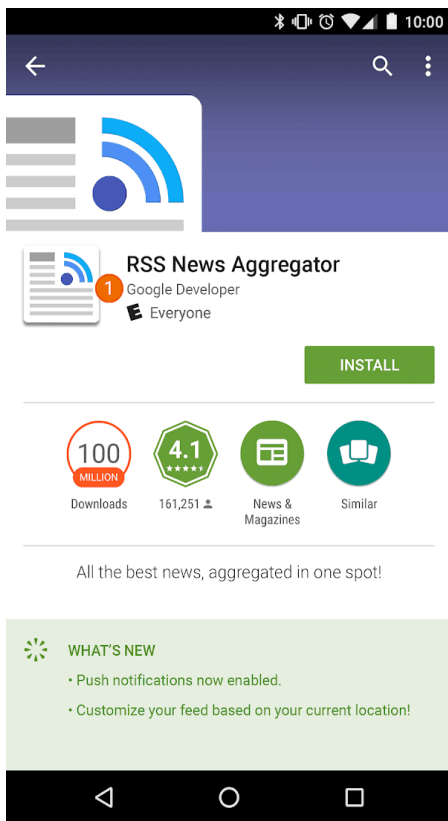 10:00
RSS News Aggregator
1
Google Developer
E Everyone
INSTALL
100
MILLION
Downloads
4.1
161,251
News &
Magazines
Similar
All the best news, aggregated in one spot!
WHAT'S NEW
• Push notifications now enabled.
• Customize your feed based on your current location!